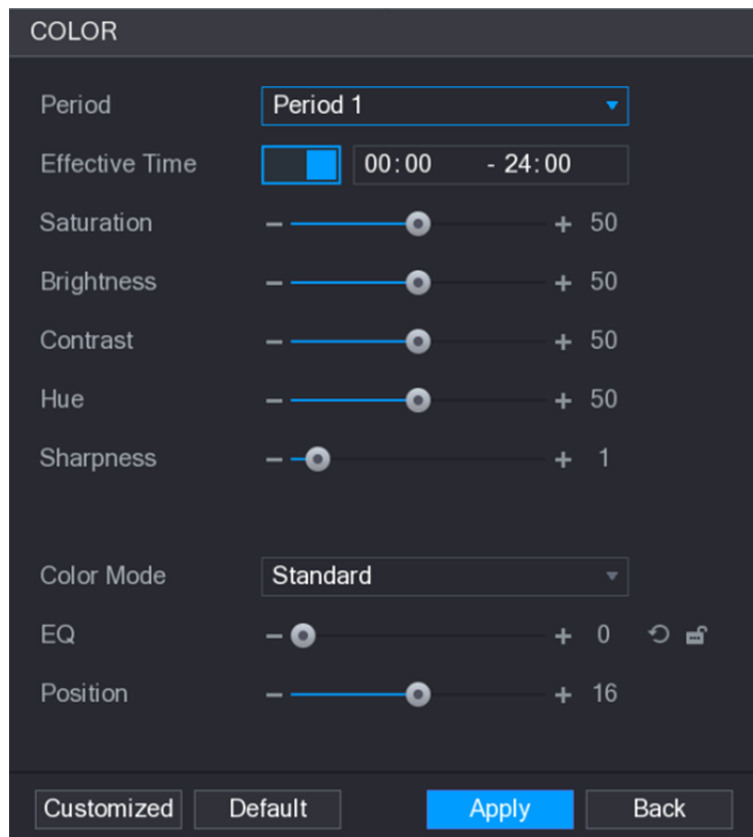 COLOR
Period Period 1
Effective Time 00:00 - 24:00
Saturation - + 50
Brightness - + 50
Contrast - + 50
Hue - + 50
Sharpness - + 1
Color Mode Standard
EQ - + 0
Position - + 16
Customized Default Apply Back